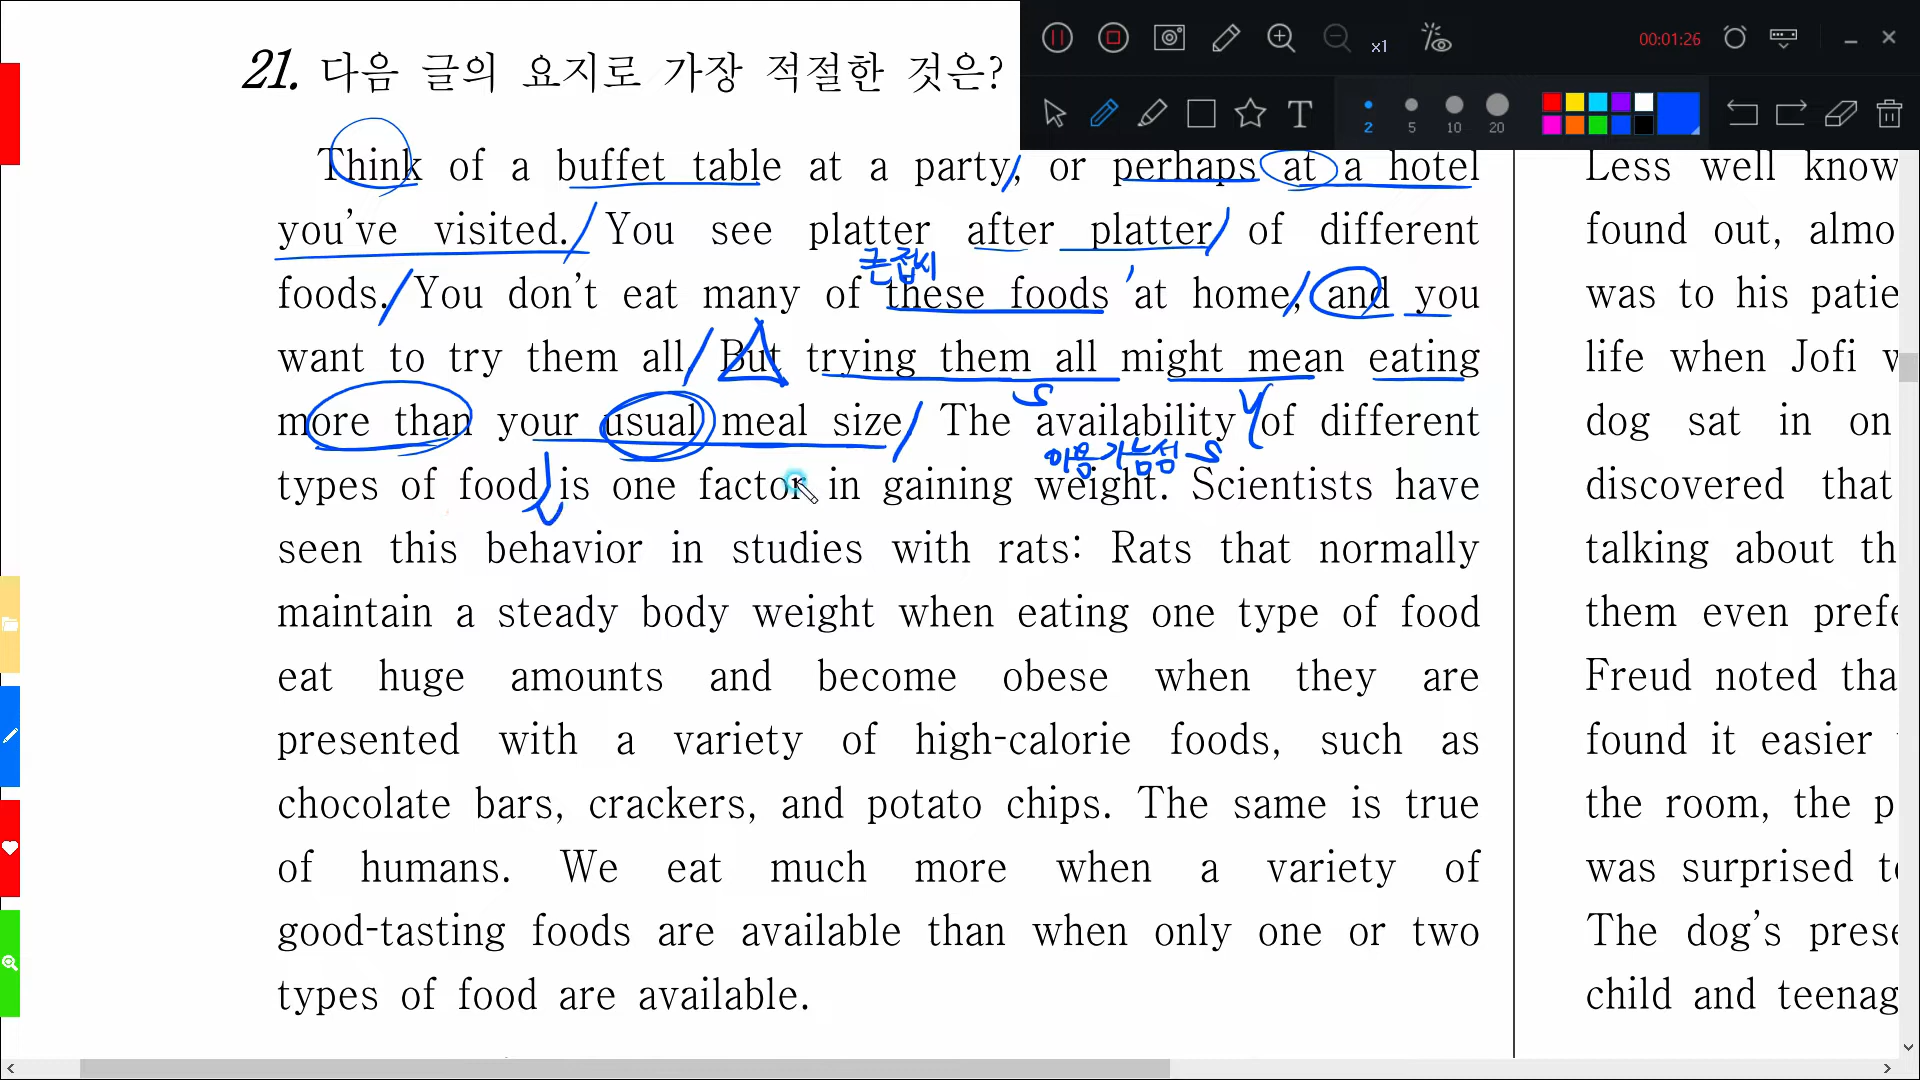 21. 다음 글의 요지로 가장 적절한 것은?
x1
00:01:26
T
2 5 10 20
Think of a buffet table at a party, or perhaps at a hotel
you've visited. You see platter after platter of different
큰접시
foods. You don't eat many of these foods at home, and you
want to try them all. But trying them all might mean eating
S
V
more than your usual meal size. The availability of different
이용가능성 S
types of food is one factor in gaining weight. Scientists have
seen this behavior in studies with rats: Rats that normally
maintain a steady body weight when eating one type of food
eat huge amounts and become obese when they are
presented with a variety of high-calorie foods, such as
chocolate bars, crackers, and potato chips. The same is true
of humans. We eat much more when a variety of
good-tasting foods are available than when only one or two
types of food are available.
Less well know
found out, almo
was to his patie
life when Jofi
dog sat in on
discovered that
talking about th
them even prefe
Freud noted tha
found it easier
the room, the p
was surprised to
The dog's prese
child and teenag